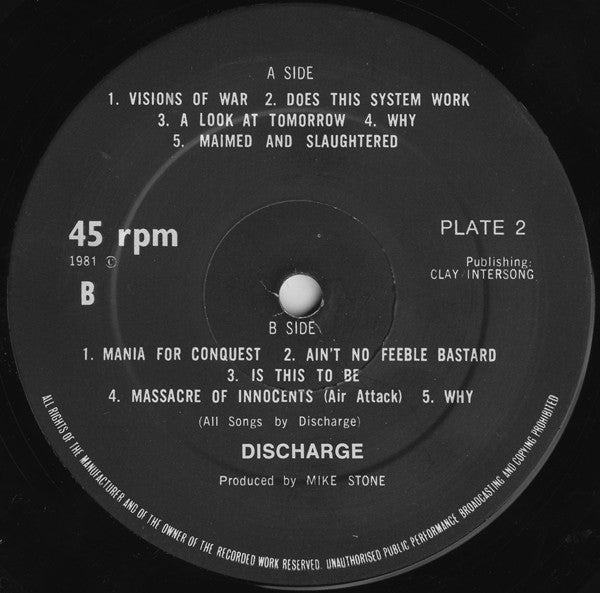 A SIDE
1. VISIONS OF WAR 2. DOES THIS SYSTEM WORK
3. A LOOK AT TOMORROW 4. WHY
5. MAIMED AND SLAUGHTERED
45 rpm
1981 ©
B
PLATE 2
Publishing:
CLAY INTERSONG
B SIDE
1. MANIA FOR CONQUEST 2. AIN'T NO FEEBLE BASTARD
3. IS THIS TO BE
4. MASSACRE OF INNOCENTS (Air Attack) 5. WHY
(All Songs by Discharge)
DISCHARGE
Produced by MIKE STONE
ALL RIGHTS OF THE MANUFACTURER AND OF THE OWNER OF THE RECORDED WORK RESERVED. UNAUTHORISED PUBLIC PERFORMANCE BROADCASTING AND COPYING PROHIBITED